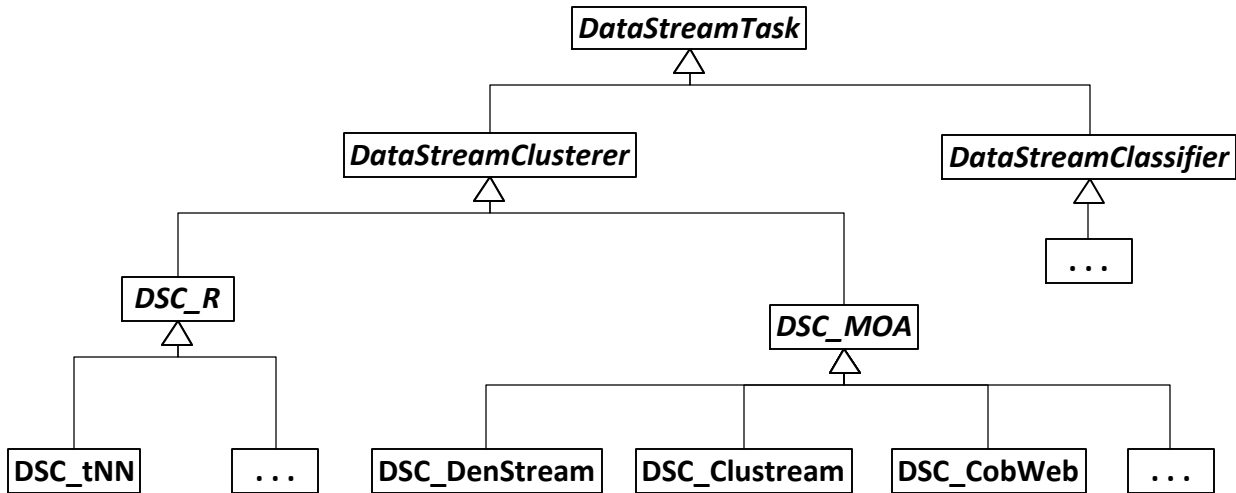 DataStreamTask
DataStreamClusterer
DataStreamClassifier
. . .
DSC_R
DSC_MOA
DSC_tNN
. . .
DSC_DenStream
DSC_Clustream
DSC_CobWeb
. . .